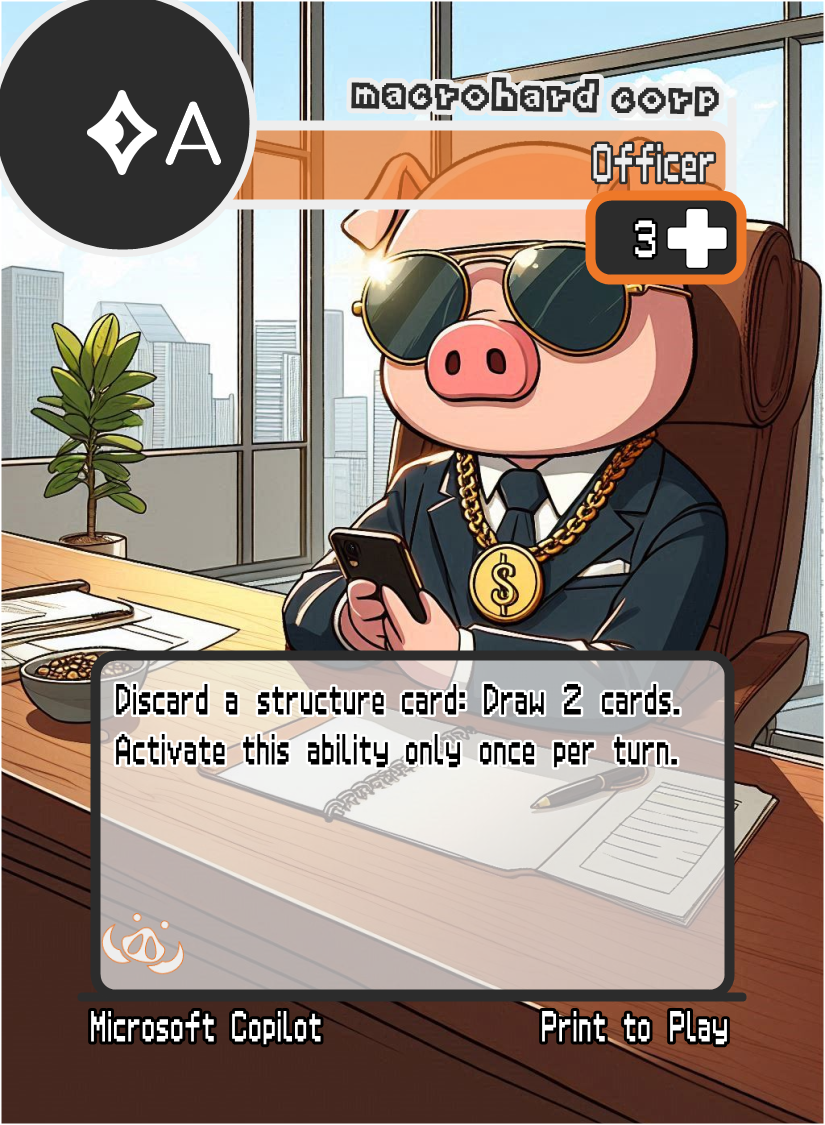 A
macrohard corp
Officer
3
$
Discard a structure card: Draw 2 cards.
Activate this ability only once per turn.
Microsoft Copilot
Print to Play